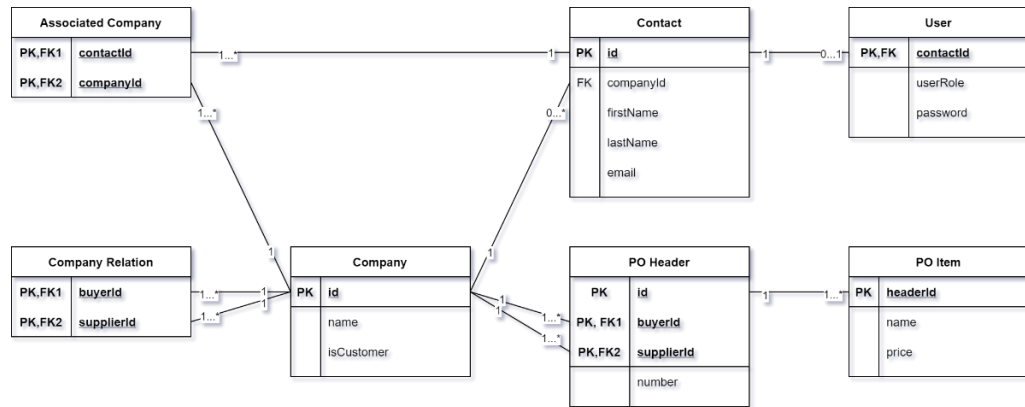 Associated Company
PK,FK1 contactId
PK,FK2 companyId
1...*
1
1...*
1
Contact
PK id
FK companyId
firstName
lastName
email
0...*
1
1
0...1
User
PK,FK contactId
userRole
password
Company Relation
PK,FK1 buyerId
PK,FK2 supplierId
1...*
1
1...*
1
Company
PK id
name
isCustomer
1
1...*
1
1...*
PO Header
PK id
PK, FK1 buyerId
PK,FK2 supplierId
number
1
1...*
PO Item
PK headerId
name
price